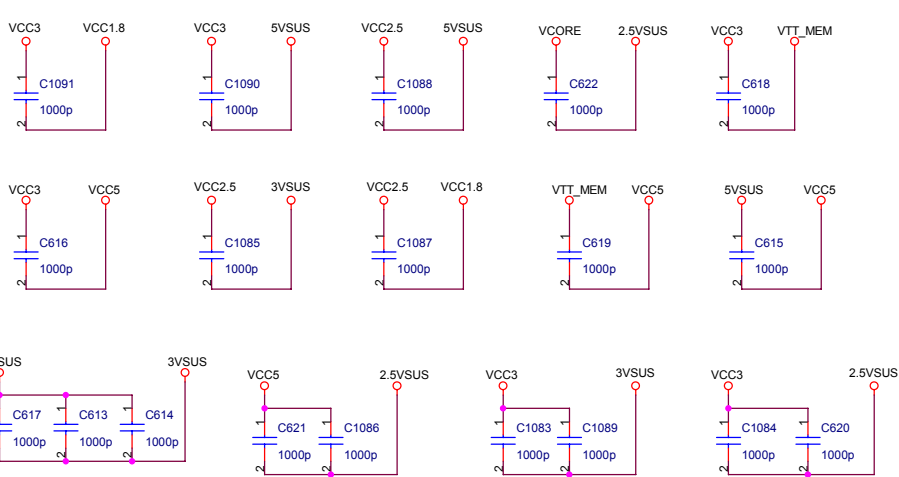 VCC3 VCC1.8 VCC3 5VSUS VCC2.5 5VSUS VCORE 2.5VSUS VCC3 VTT_MEM
1 1 1 1 1
C1091 C1090 C1088 C622 C618
1000p 1000p 1000p 1000p 1000p
2 2 2 2 2
VCC3 VCC5 VCC2.5 3VSUS VCC2.5 VCC1.8 VTT_MEM VCC5 5VSUS VCC5
1 1 1 1 1
C616 C1085 C1087 C619 C615
1000p 1000p 1000p 1000p 1000p
2 2 2 2 2
SUS 3VSUS VCC5 2.5VSUS VCC3 3VSUS VCC3 2.5VSUS
1 1 1 1 1 1 1 1
C617 C613 C614 C621 C1086 C1083 C1089 C1084 C620
1000p 1000p 1000p 1000p 1000p 1000p 1000p 1000p 1000p
2 2 2 2 2 2 2 2